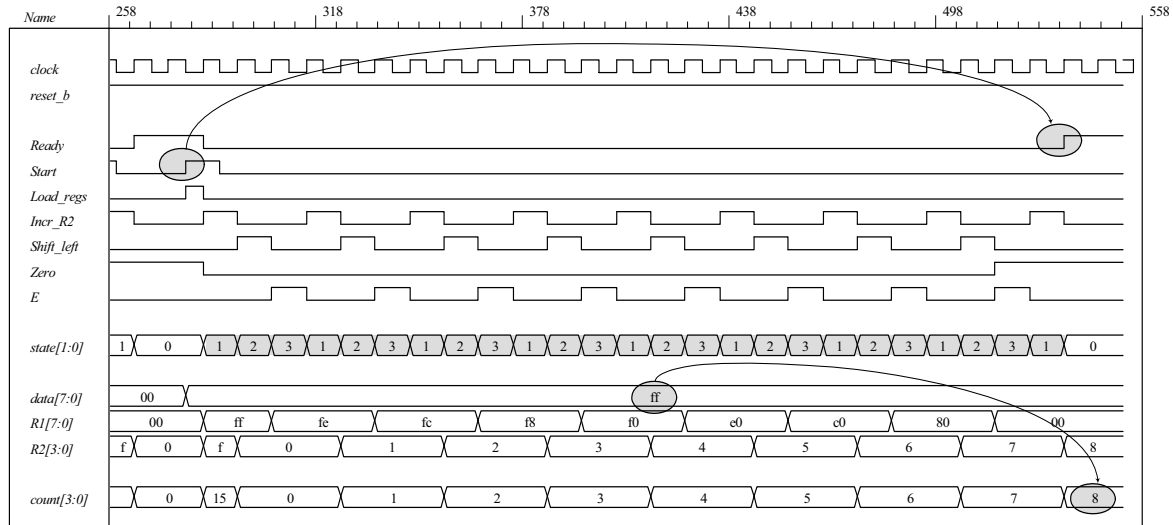 Name 258 318 378 438 498 558
clock
reset_b
Ready
Start
Load_regs
Incr_R2
Shift_left
Zero
E
state[1:0] 1 0 1 2 3 1 2 3 1 2 3 1 2 3 1 2 3 1 2 3 1 2 3 1 2 3 1 0
data[7:0] 00 ff
R1[7:0] 00 ff fe fc f8 f0 e0 c0 80 00
R2[3:0] f 0 f 0 1 2 3 4 5 6 7 8
count[3:0] 0 15 0 1 2 3 4 5 6 7 8